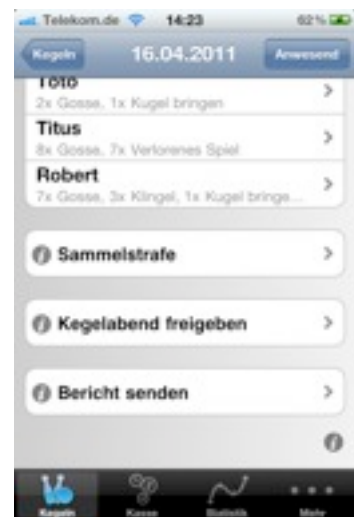 Telekom.de 14:23 62 %
Kegeln 16.04.2011 Anwesend
Toto
2x Gosse, 1x Kugel bringen
Titus
8x Gosse, 7x Verlorenes Spiel
Robert
7x Gosse, 3x Klingel, 1x Kugel bringe...
Sammelstrafe
Kegelabend freigeben
Bericht senden
Kegeln Kasse Statistik Mehr